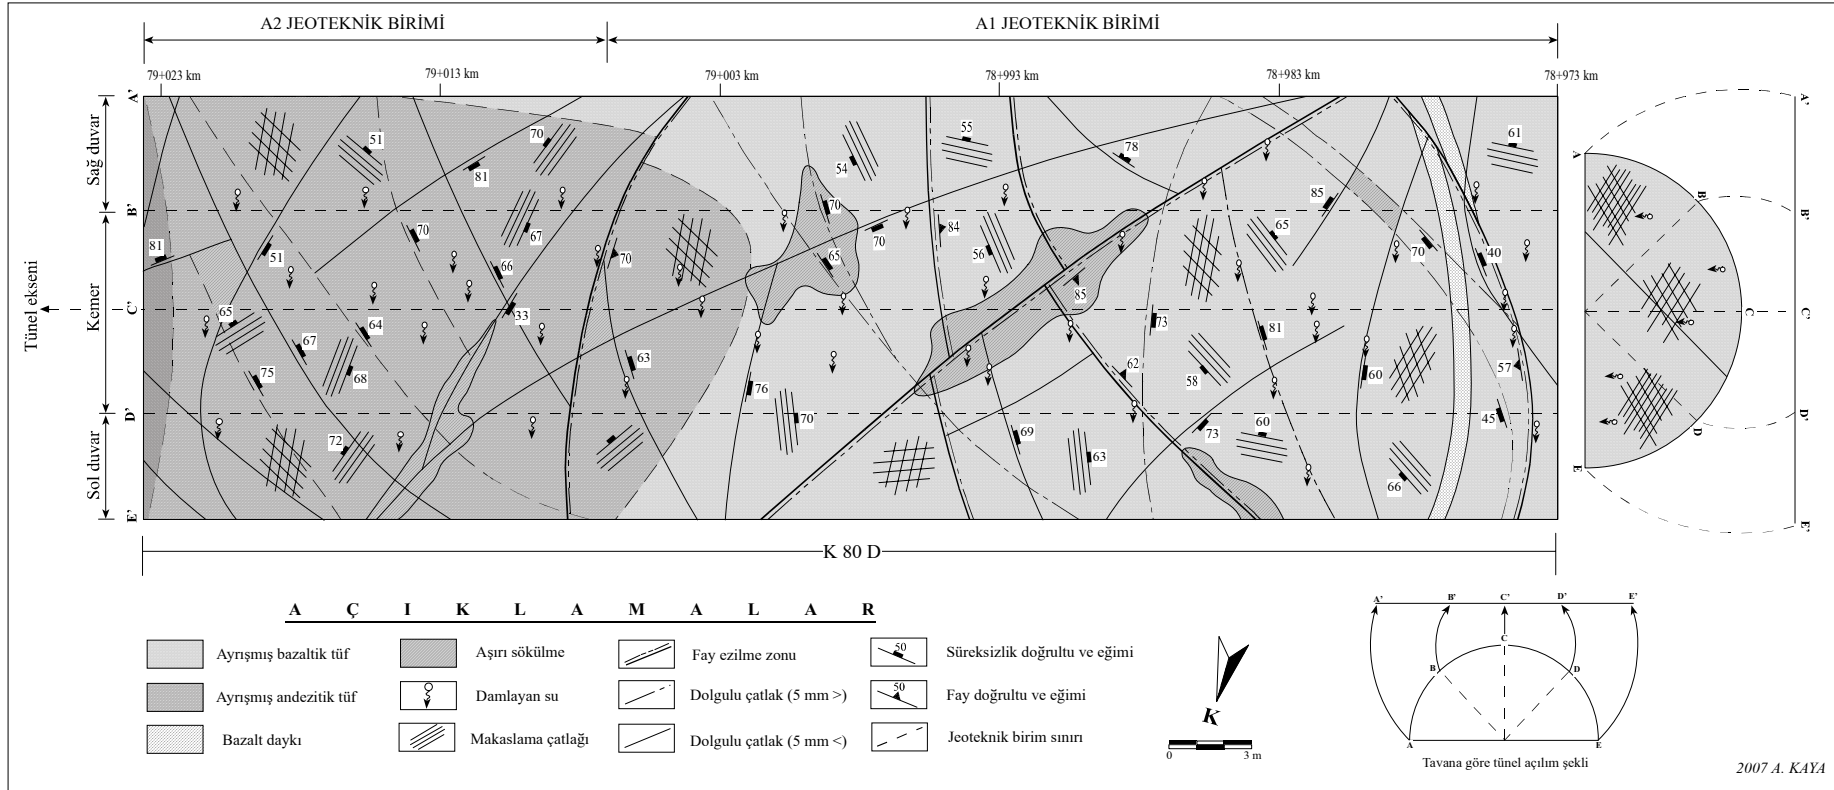 A2 JEOTEKNİK BİRİMİ
A1 JEOTEKNİK BİRİMİ
79+023 km
79+013 km
79+003 km
78+993 km
78+983 km
78+973 km
Sağ duvar
Kemer
Sol duvar
Tünel ekseni
A'
B'
C'
D'
E'
51
70
81
54
55
78
61
85
81
51
70
67
66
70
70
65
70
84
56
65
70
40
85
65
64
33
67
75
68
63
76
73
81
62
58
60
57
72
70
69
63
73
60
45
66
A
B
C
D
E
A'
B'
C'
D'
E'
K 80 D
A Ç I K L A M A L A R
Ayrışmış bazaltik tüf
Aşırı sökülme
Fay ezilme zonu
50
Süreksizlik doğrultu ve eğimi
Ayrışmış andezitik tüf
Damlayan su
Dolgulu çatlak (5 mm >)
50
Fay doğrultu ve eğimi
Bazalt daykı
Makaslama çatlağı
Dolgulu çatlak (5 mm <)
Jeoteknik birim sınırı
K
0 3 m
A' B' C' D' E'
C
B D
A E
Tavana göre tünel açılım şekli
2007 A. KAYA